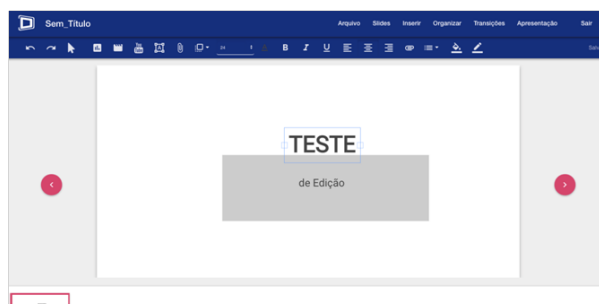 Sem_Título
Arquivo Slides Inserir Organizar Transições Apresentação Sair
B I U
TESTE
de Edição